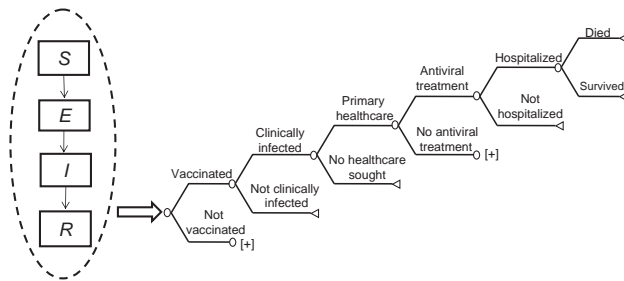 S
E
I
R
Vaccinated
Not
vaccinated
[+]
Clinically
infected
Not clinically
infected
Primary
healthcare
No healthcare
sought
Antiviral
treatment
No antiviral
treatment
[+]
Hospitalized
Not
hospitalized
Died
Survived